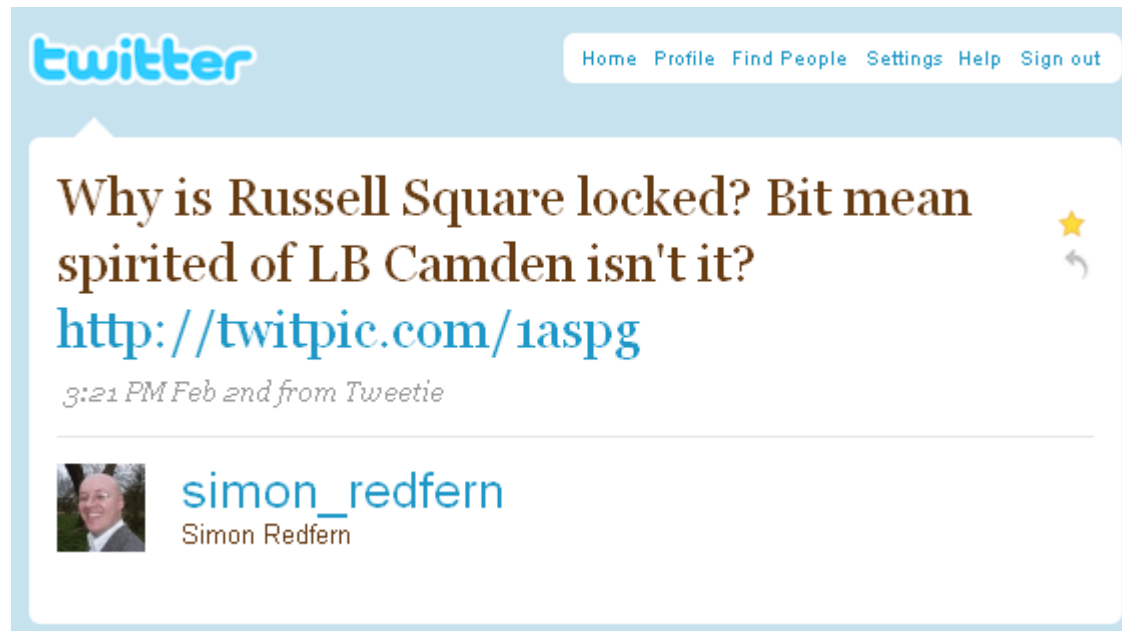 twitter
Home Profile Find People Settings Help Sign out
Why is Russell Square locked? Bit mean
spirited of LB Camden isn't it?
http://twitpic.com/1aspg
3:21 PM Feb 2nd from Tweetie
simon_redfern
Simon Redfern